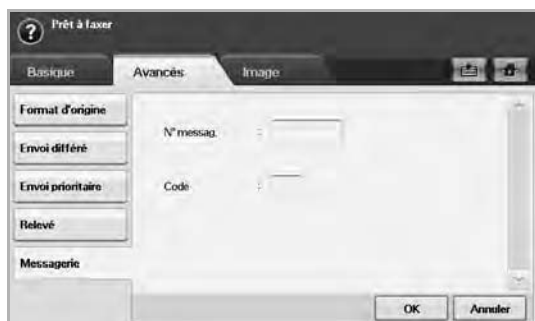 Prêt à faxer
Basique
Avancés
Image
Format d'origine
Envoi différé
Envoi prioritaire
Relevé
Messagerie
N° messag. :
Code :
OK
Annuler